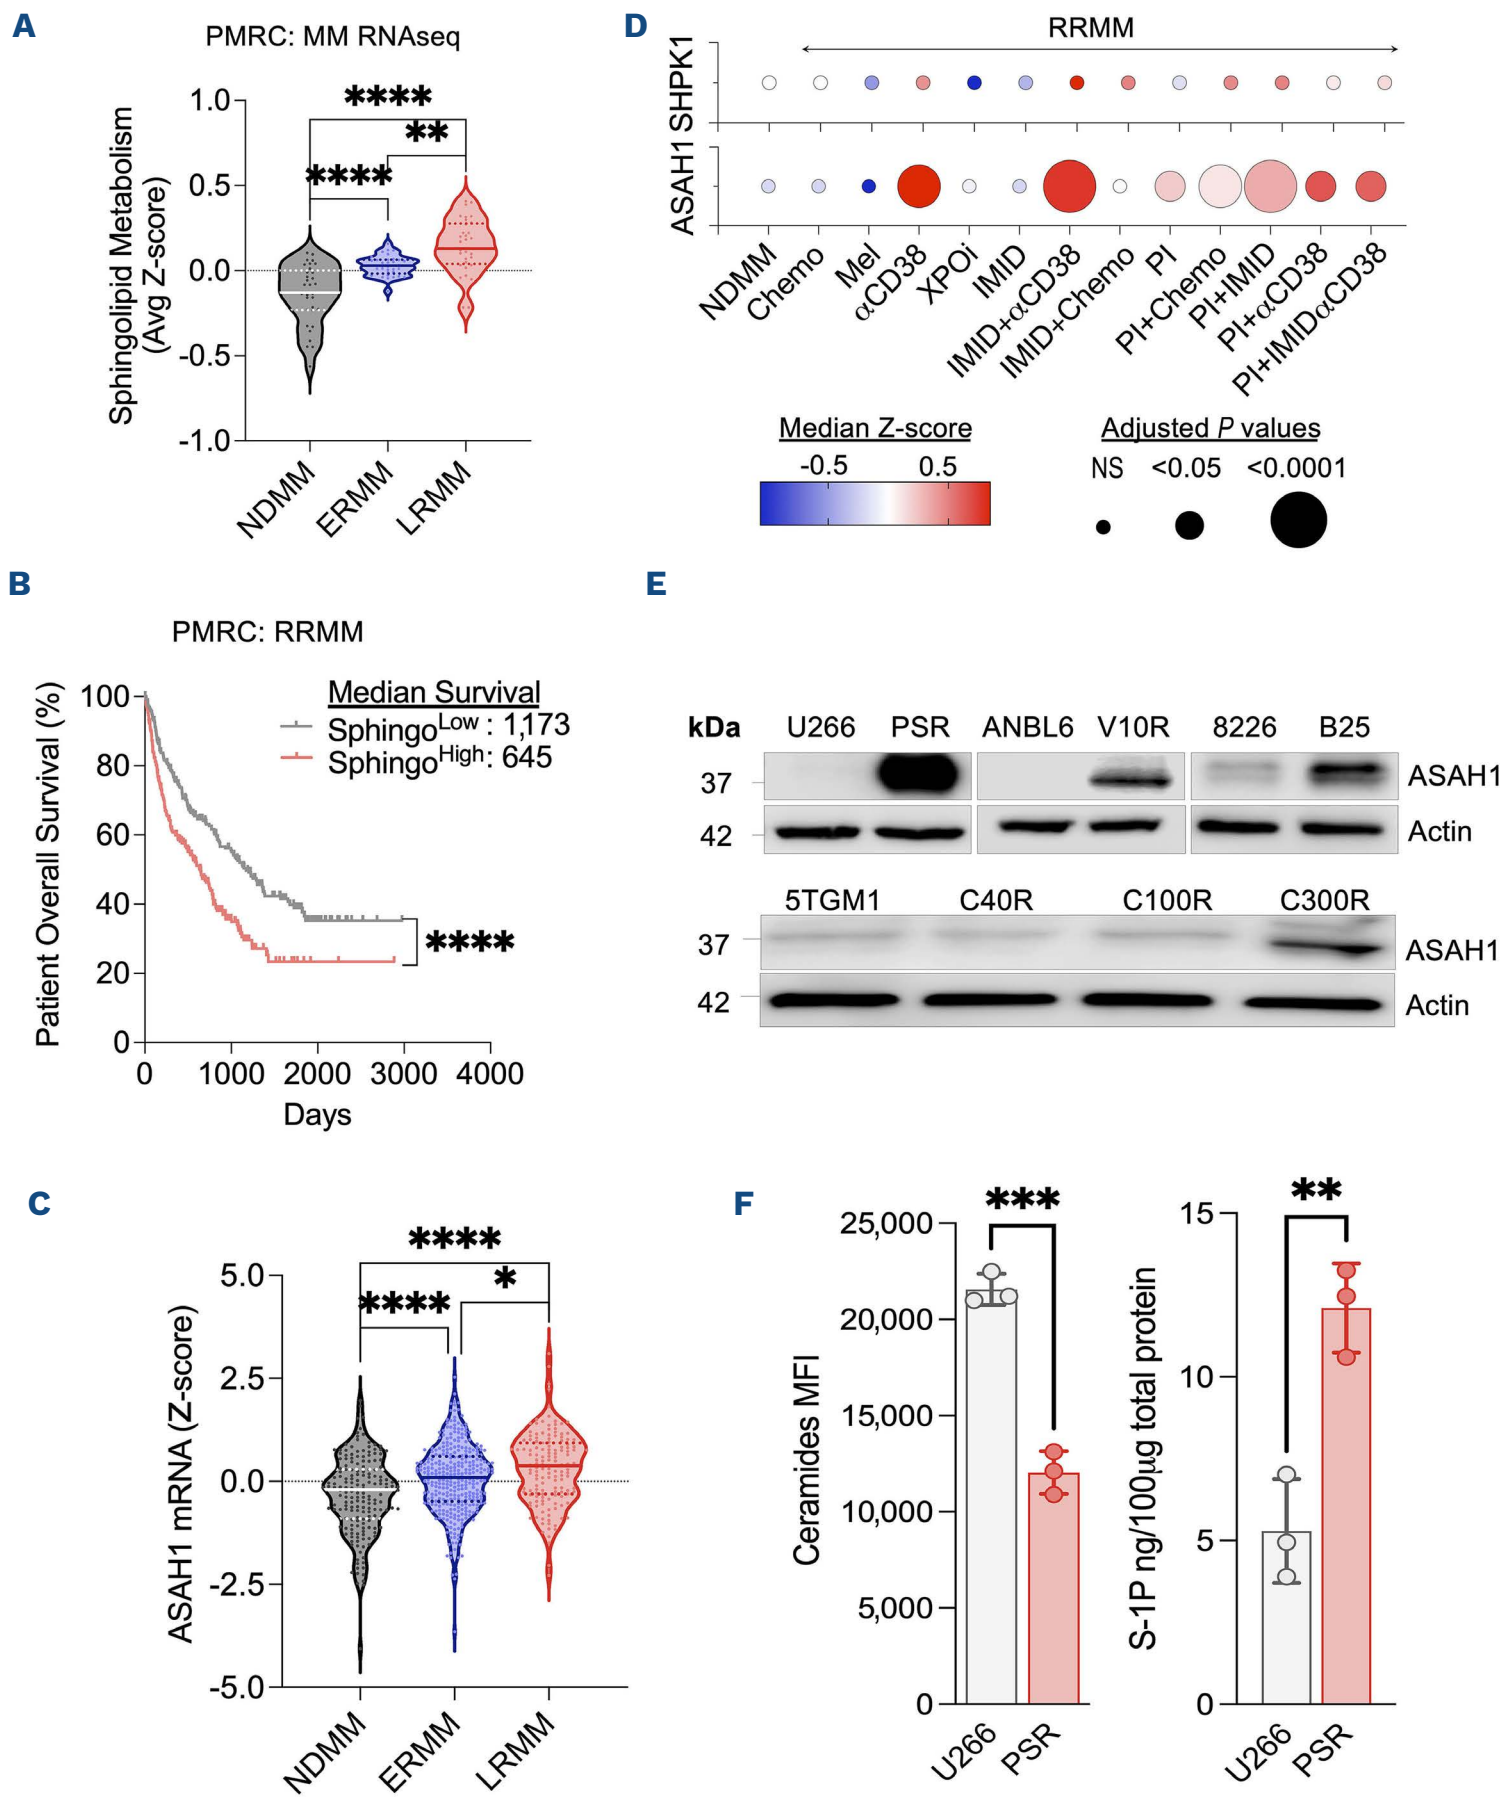 A
PMRC: MM RNAseq
Sphingolipid Metabolism
(Avg Z-score)
1.0
0.5
0.0
-0.5
-1.0
****
**
****
NDMM
ERMM
LRMM
B
PMRC: RRMM
Patient Overall Survival (%)
100
80
60
40
20
0
Median Survival
SphingoLow : 1,173
SphingoHigh: 645
****
0 1000 2000 3000 4000
Days
C
ASAH1 mRNA (Z-score)
5.0
2.5
0.0
-2.5
-5.0
****
*
****
NDMM
ERMM
LRMM
D
RRMM
SHPK1
ASAH1
NDMM
Chemo
Mel
αCD38
XPOi
IMID
IMID+αCD38
IMID+Chemo
PI
PI+Chemo
PI+IMID
PI+αCD38
PI+IMIDαCD38
Median Z-score
-0.5 0.5
Adjusted P values
NS <0.05 <0.0001
E
kDa U266 PSR ANBL6 V10R 8226 B25
37 ASAH1
42 Actin
5TGM1 C40R C100R C300R
37 ASAH1
42 Actin
F
Ceramides MFI
25,000
20,000
15,000
10,000
5,000
0
***
U266
PSR
S-1P ng/100µg total protein
15
10
5
0
**
U266
PSR